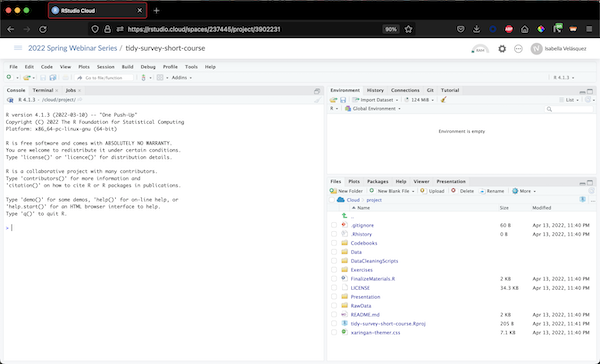 RStudio Cloud
https://rstudio.cloud/spaces/237445/project/3902231
90%
2022 Spring Webinar Series / tidy-survey-short-course
RAM
Isabella Velásquez
File Edit Code View Plots Session Build Debug Profile Tools Help
Go to file/function
Addins
R 4.1.3
Console Terminal Jobs
R 4.1.3 · /cloud/project/
R version 4.1.3 (2022-03-10) -- "One Push-Up"
Copyright (C) 2022 The R Foundation for Statistical Computing
Platform: x86_64-pc-linux-gnu (64-bit)
R is free software and comes with ABSOLUTELY NO WARRANTY.
You are welcome to redistribute it under certain conditions.
Type 'license()' or 'licence()' for distribution details.
R is a collaborative project with many contributors.
Type 'contributors()' for more information and
'citation()' on how to cite R or R packages in publications.
Type 'demo()' for some demos, 'help()' for on-line help, or
'help.start()' for an HTML browser interface to help.
Type 'q()' to quit R.
>
Environment History Connections Git Tutorial
Import Dataset 124 MiB List
R Global Environment
Environment is empty
Files Plots Packages Help Viewer Presentation
New Folder New Blank File Upload Delete Rename More
Cloud project
Name Size Modified
..
.gitignore 60 B Apr 13, 2022, 11:40 PM
.Rhistory 0 B Apr 13, 2022, 11:40 PM
Codebooks
Data
DataCleaningScripts
Exercises
FinalizeMaterials.R 2 KB Apr 13, 2022, 11:40 PM
LICENSE 34.3 KB Apr 13, 2022, 11:40 PM
Presentation
RawData
README.md 2 KB Apr 13, 2022, 11:40 PM
tidy-survey-short-course.Rproj 205 B Apr 13, 2022, 11:41 PM
xaringan-themer.css 7.1 KB Apr 13, 2022, 11:40 PM